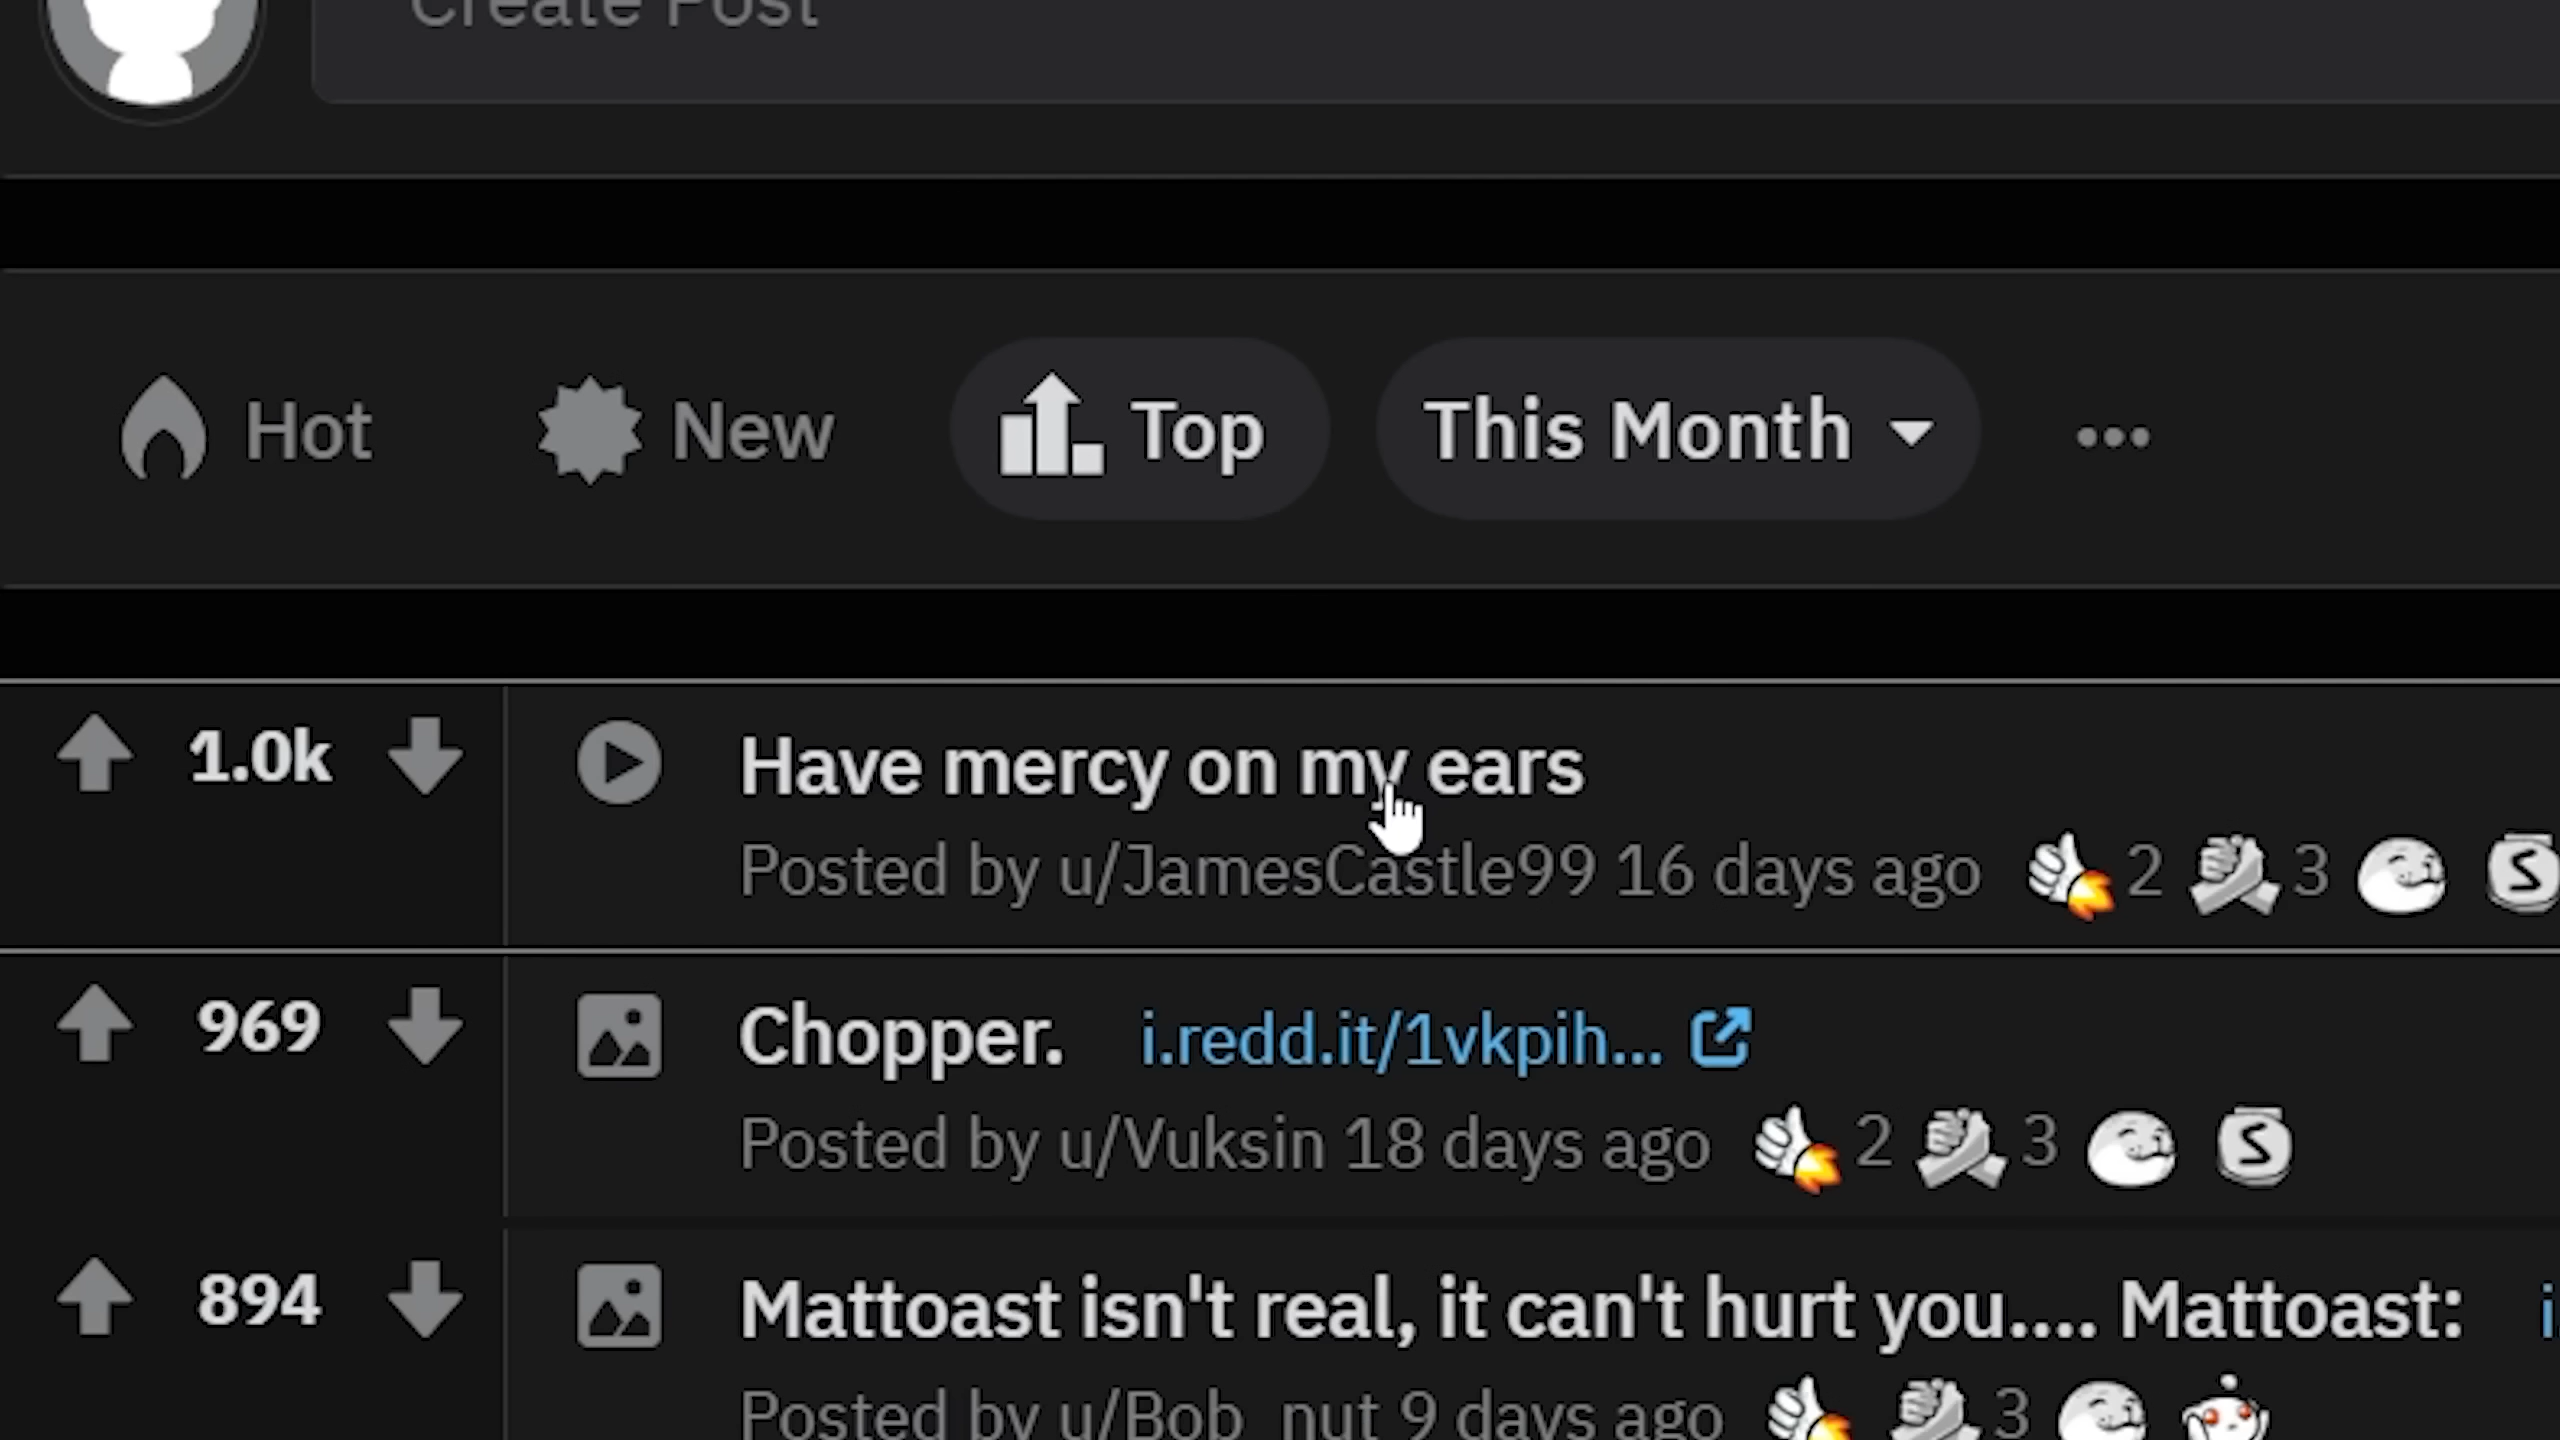 Create Post
Hot New Top This Month
1.0k Have mercy on my ears
Posted by u/JamesCastle99 16 days ago 2 3 S
969 Chopper. i.redd.it/1vkpih...
Posted by u/Vuksin 18 days ago 2 3 S
894 Mattoast isn't real, it can't hurt you.... Mattoast: i
Posted by u/Bob_nut 9 days ago 3